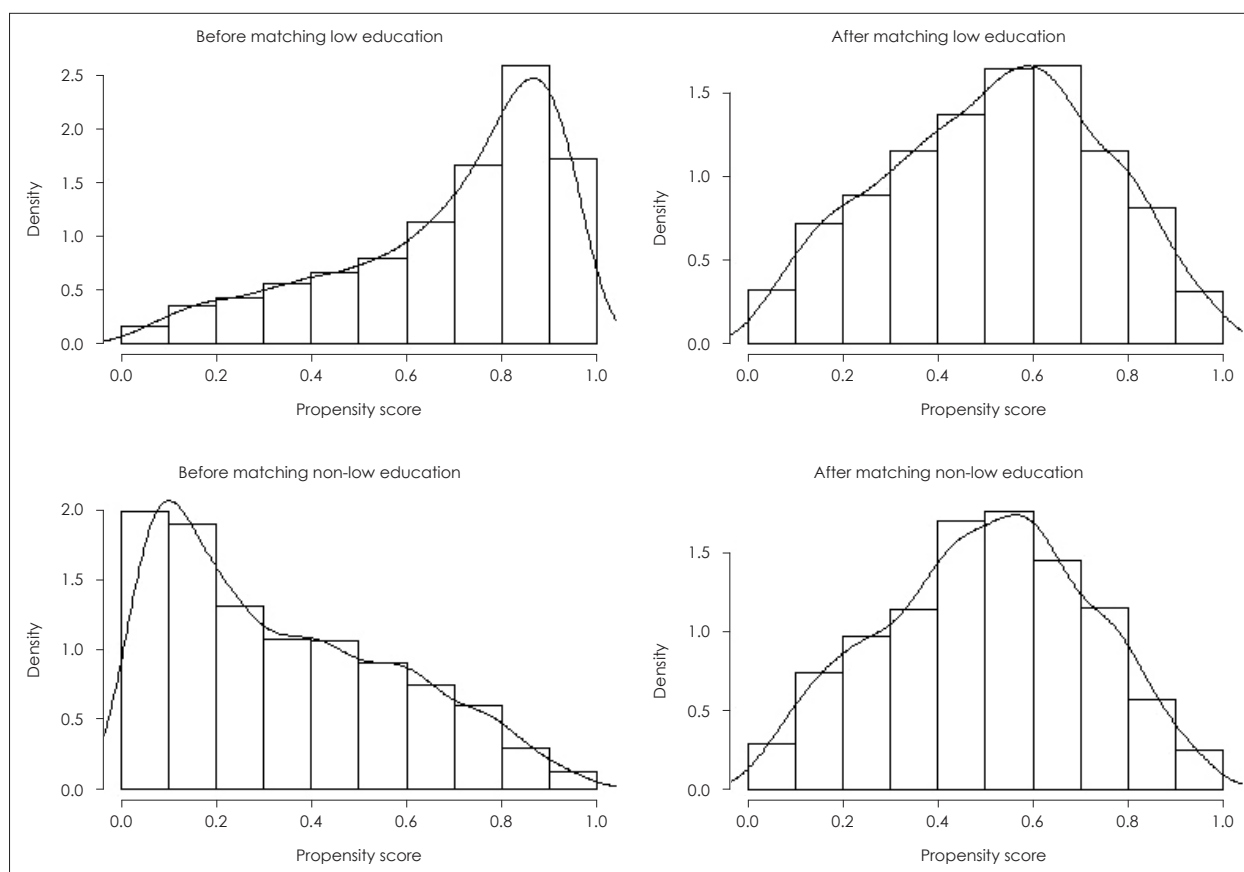 Before matching low education
Density
2.5
2.0
1.5
1.0
0.5
0.0
0.0 0.2 0.4 0.6 0.8 1.0
Propensity score
After matching low education
Density
1.5
1.0
0.5
0.0
0.0 0.2 0.4 0.6 0.8 1.0
Propensity score
Before matching non-low education
Density
2.0
1.5
1.0
0.5
0.0
0.0 0.2 0.4 0.6 0.8 1.0
Propensity score
After matching non-low education
Density
1.5
1.0
0.5
0.0
0.0 0.2 0.4 0.6 0.8 1.0
Propensity score